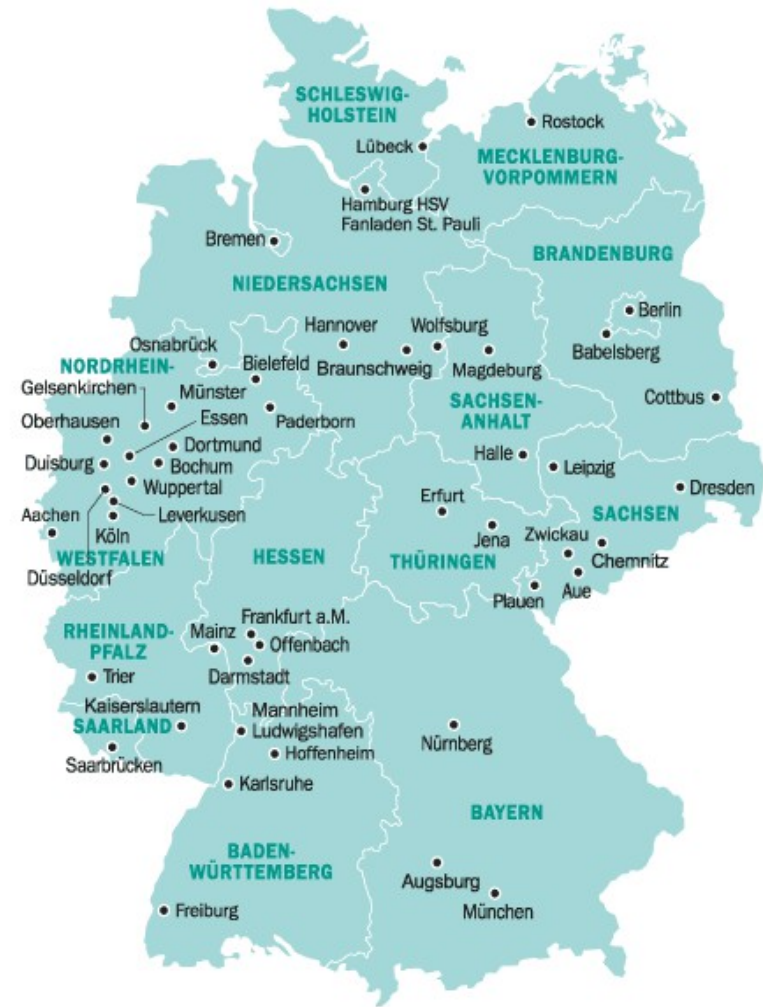 SCHLESWIG-
HOLSTEIN
Rostock
Lübeck
MECKLENBURG-
VORPOMMERN
Hamburg HSV
Fanladen St. Pauli
Bremen
BRANDENBURG
NIEDERSACHSEN
Berlin
Hannover
Wolfsburg
Osnabrück
Babelsberg
Braunschweig
Magdeburg
NORDRHEIN-
Bielefeld
Gelsenkirchen
Münster
Cottbus
Essen
Paderborn
SACHSEN-
ANHALT
Oberhausen
Dortmund
Halle
Duisburg
Bochum
Leipzig
Wuppertal
Dresden
Erfurt
Aachen
Leverkusen
SACHSEN
Köln
Jena
Zwickau
WESTFALEN
HESSEN
THÜRINGEN
Chemnitz
Düsseldorf
Aue
Plauen
Frankfurt a.M.
RHEINLAND-
PFALZ
Mainz
Offenbach
Trier
Darmstadt
Kaiserslautern
Mannheim
Ludwigshafen
SAARLAND
Nürnberg
Saarbrücken
Hoffenheim
Karlsruhe
BAYERN
BADEN-
WÜRTTEMBERG
Augsburg
München
Freiburg